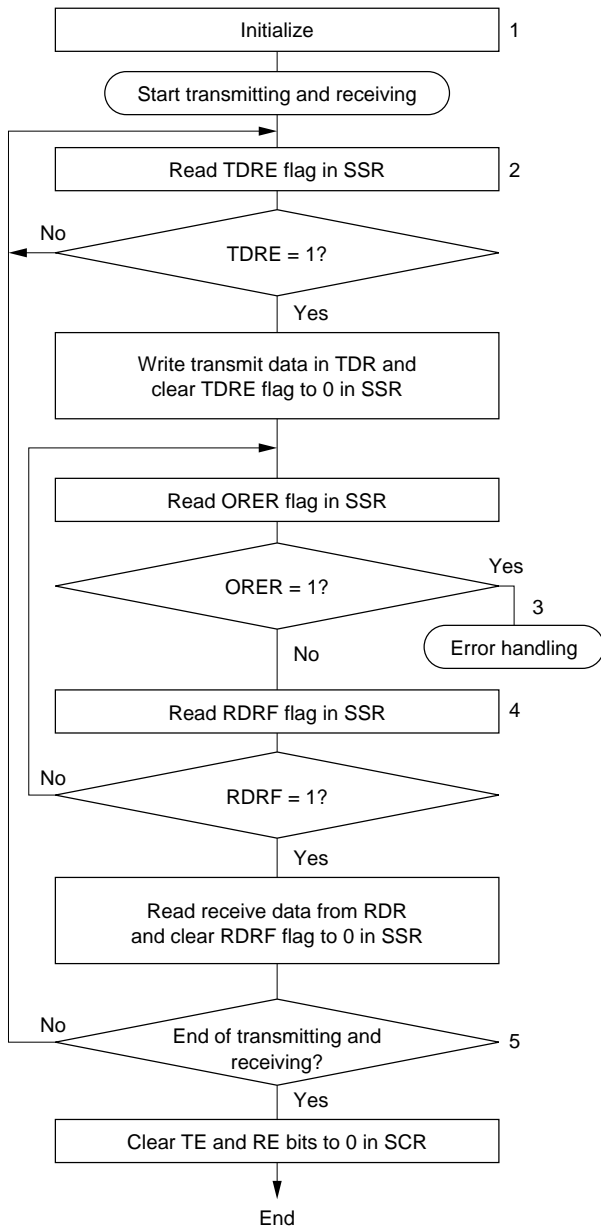 Initialize
1
Start transmitting and receiving
Read TDRE flag in SSR
2
No
TDRE = 1?
Yes
Write transmit data in TDR and
clear TDRE flag to 0 in SSR
Read ORER flag in SSR
Yes
ORER = 1?
3
Error handling
No
Read RDRF flag in SSR
4
No
RDRF = 1?
Yes
Read receive data from RDR
and clear RDRF flag to 0 in SSR
No
End of transmitting and
receiving?
5
Yes
Clear TE and RE bits to 0 in SCR
End